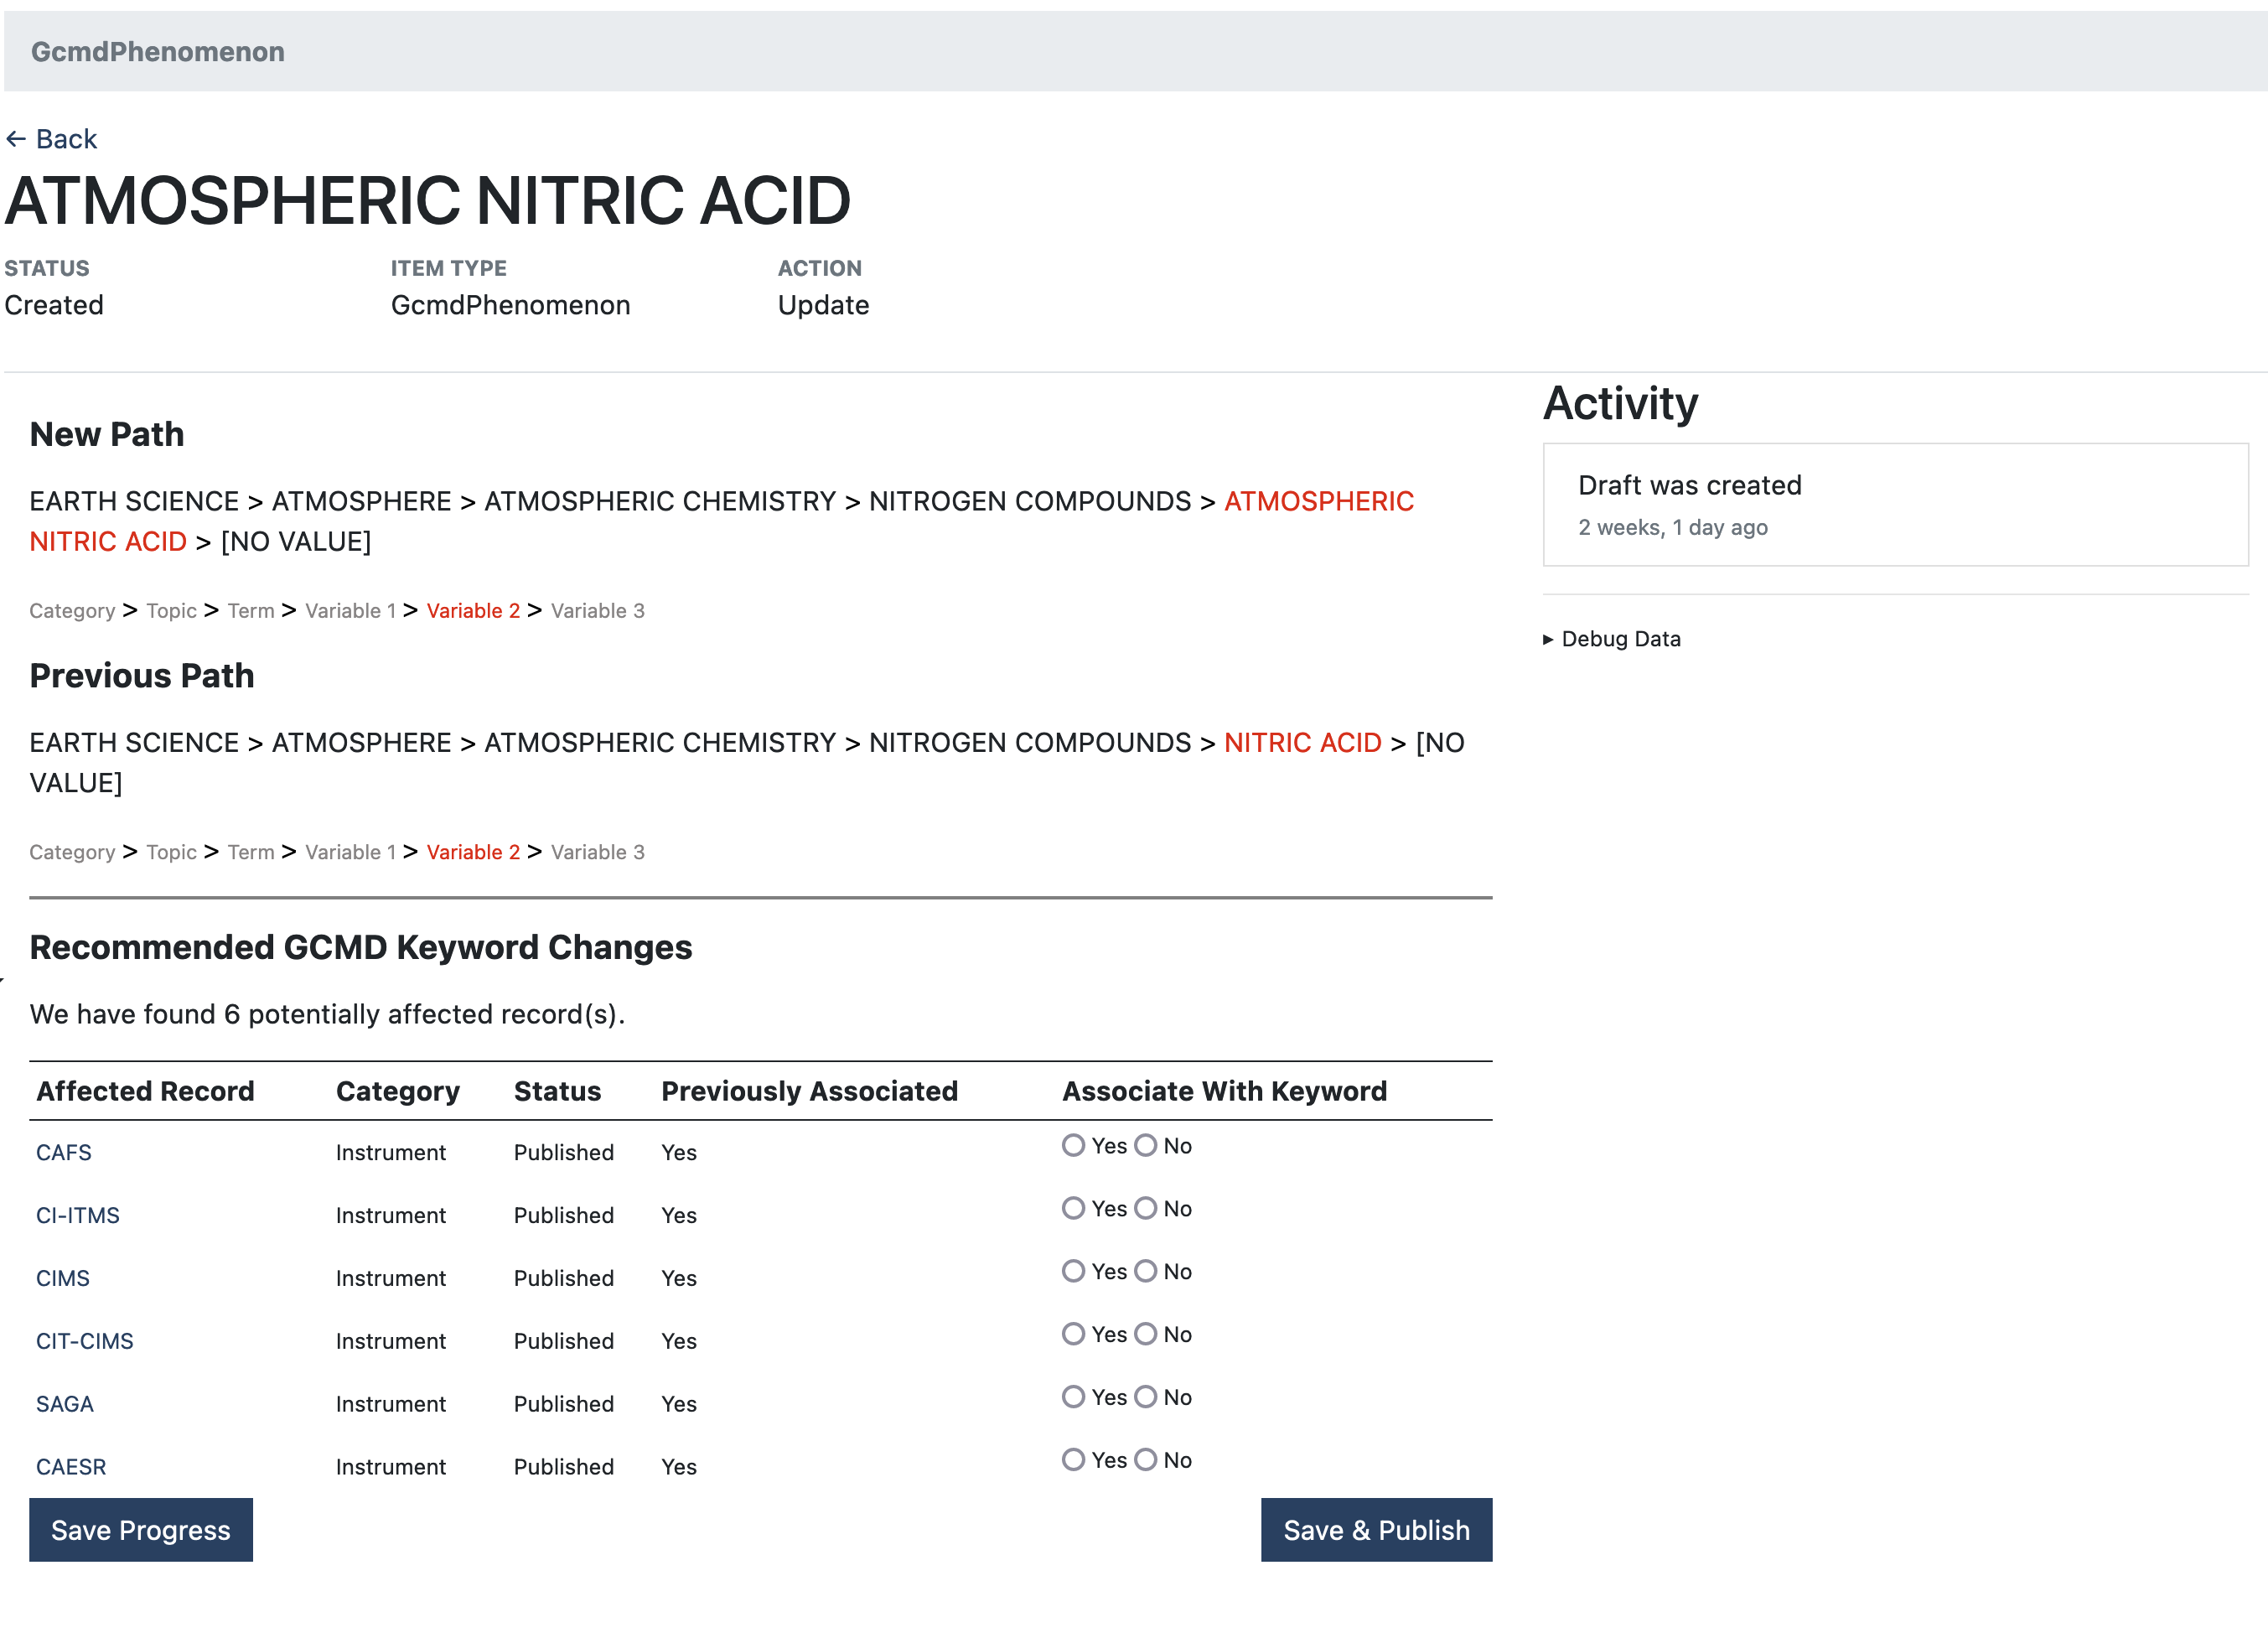 GcmdPhenomenon
← Back
ATMOSPHERIC NITRIC ACID
STATUS ITEM TYPE ACTION
Created GcmdPhenomenon Update
New Path
EARTH SCIENCE > ATMOSPHERE > ATMOSPHERIC CHEMISTRY > NITROGEN COMPOUNDS > ATMOSPHERIC
NITRIC ACID > [NO VALUE]
Category > Topic > Term > Variable 1 > Variable 2 > Variable 3
Previous Path
EARTH SCIENCE > ATMOSPHERE > ATMOSPHERIC CHEMISTRY > NITROGEN COMPOUNDS > NITRIC ACID > [NO
VALUE]
Category > Topic > Term > Variable 1 > Variable 2 > Variable 3
Recommended GCMD Keyword Changes
We have found 6 potentially affected record(s).
Affected Record Category Status Previously Associated Associate With Keyword
CAFS Instrument Published Yes Yes No
CI-ITMS Instrument Published Yes Yes No
CIMS Instrument Published Yes Yes No
CIT-CIMS Instrument Published Yes Yes No
SAGA Instrument Published Yes Yes No
CAESR Instrument Published Yes Yes No
Save Progress Save & Publish
Activity
Draft was created
2 weeks, 1 day ago
▸ Debug Data